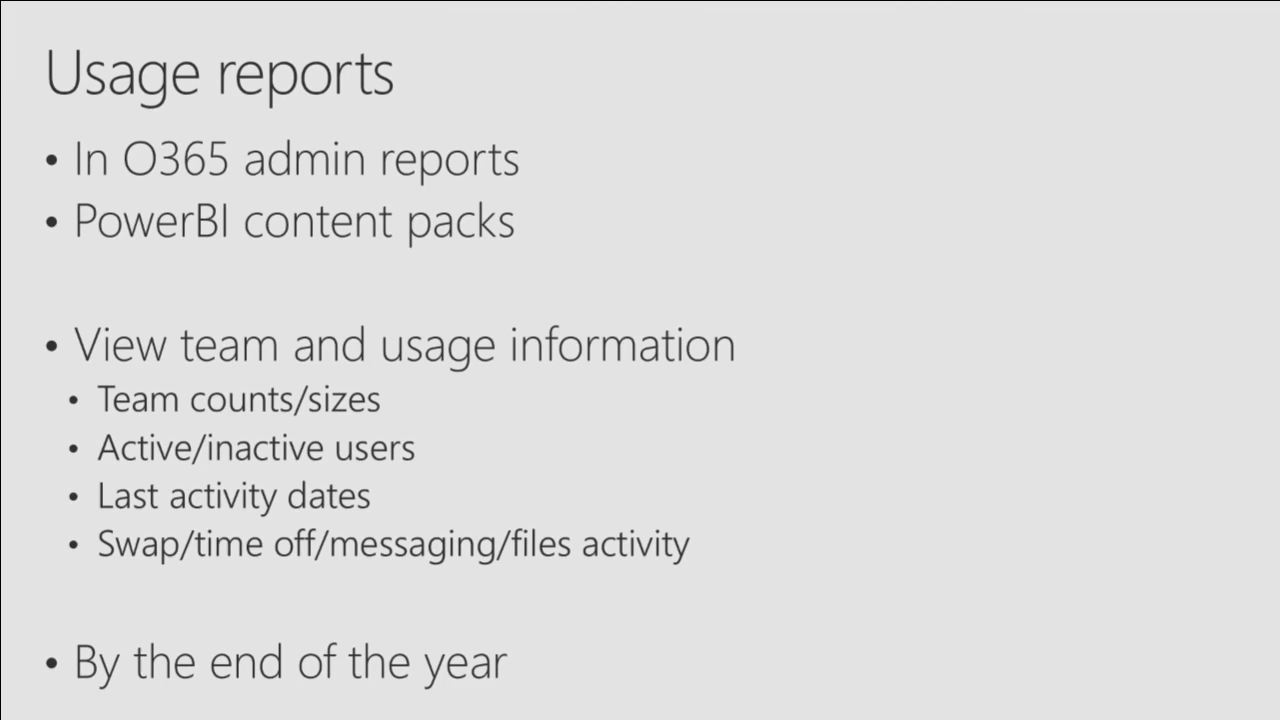 Usage reports
• In O365 admin reports
• PowerBI content packs
• View team and usage information
• Team counts/sizes
• Active/inactive users
• Last activity dates
• Swap/time off/messaging/files activity
• By the end of the year